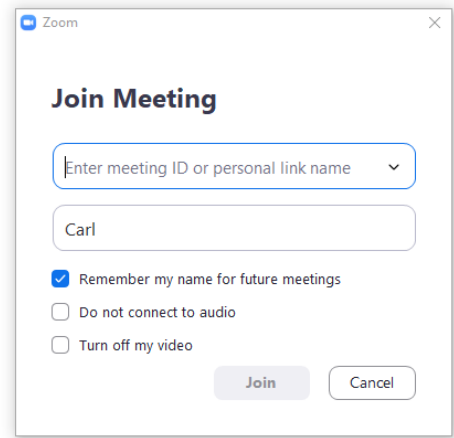 Zoom
Join Meeting
Enter meeting ID or personal link name
Carl
Remember my name for future meetings
Do not connect to audio
Turn off my video
Join Cancel